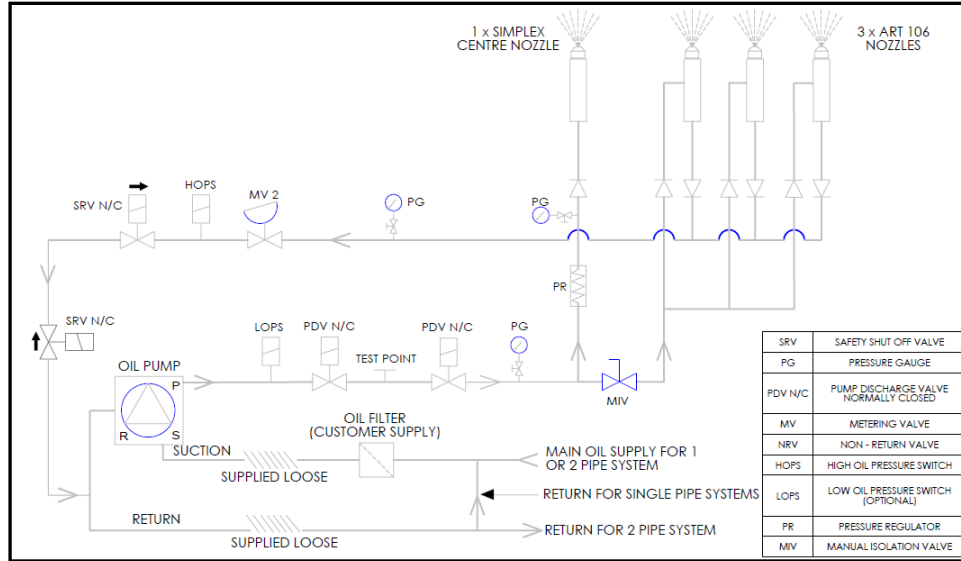 1 x SIMPLEX
CENTRE NOZZLE
3 x ART 106
NOZZLES
SRV N/C
HOPS
MV 2
PG
PG
PR
SRV N/C
LOPS
PDV N/C
TEST POINT
PDV N/C
PG
MIV
OIL PUMP
P
R
S
SUCTION
SUPPLIED LOOSE
OIL FILTER
(CUSTOMER SUPPLY)
MAIN OIL SUPPLY FOR 1
OR 2 PIPE SYSTEM
RETURN FOR SINGLE PIPE SYSTEMS
RETURN
SUPPLIED LOOSE
RETURN FOR 2 PIPE SYSTEM
SRV SAFETY SHUT OFF VALVE
PG PRESSURE GAUGE
PDV N/C PUMP DISCHARGE VALVE
NORMALLY CLOSED
MV METERING VALVE
NRV NON - RETURN VALVE
HOPS HIGH OIL PRESSURE SWITCH
LOPS LOW OIL PRESSURE SWITCH
(OPTIONAL)
PR PRESSURE REGULATOR
MIV MANUAL ISOLATION VALVE